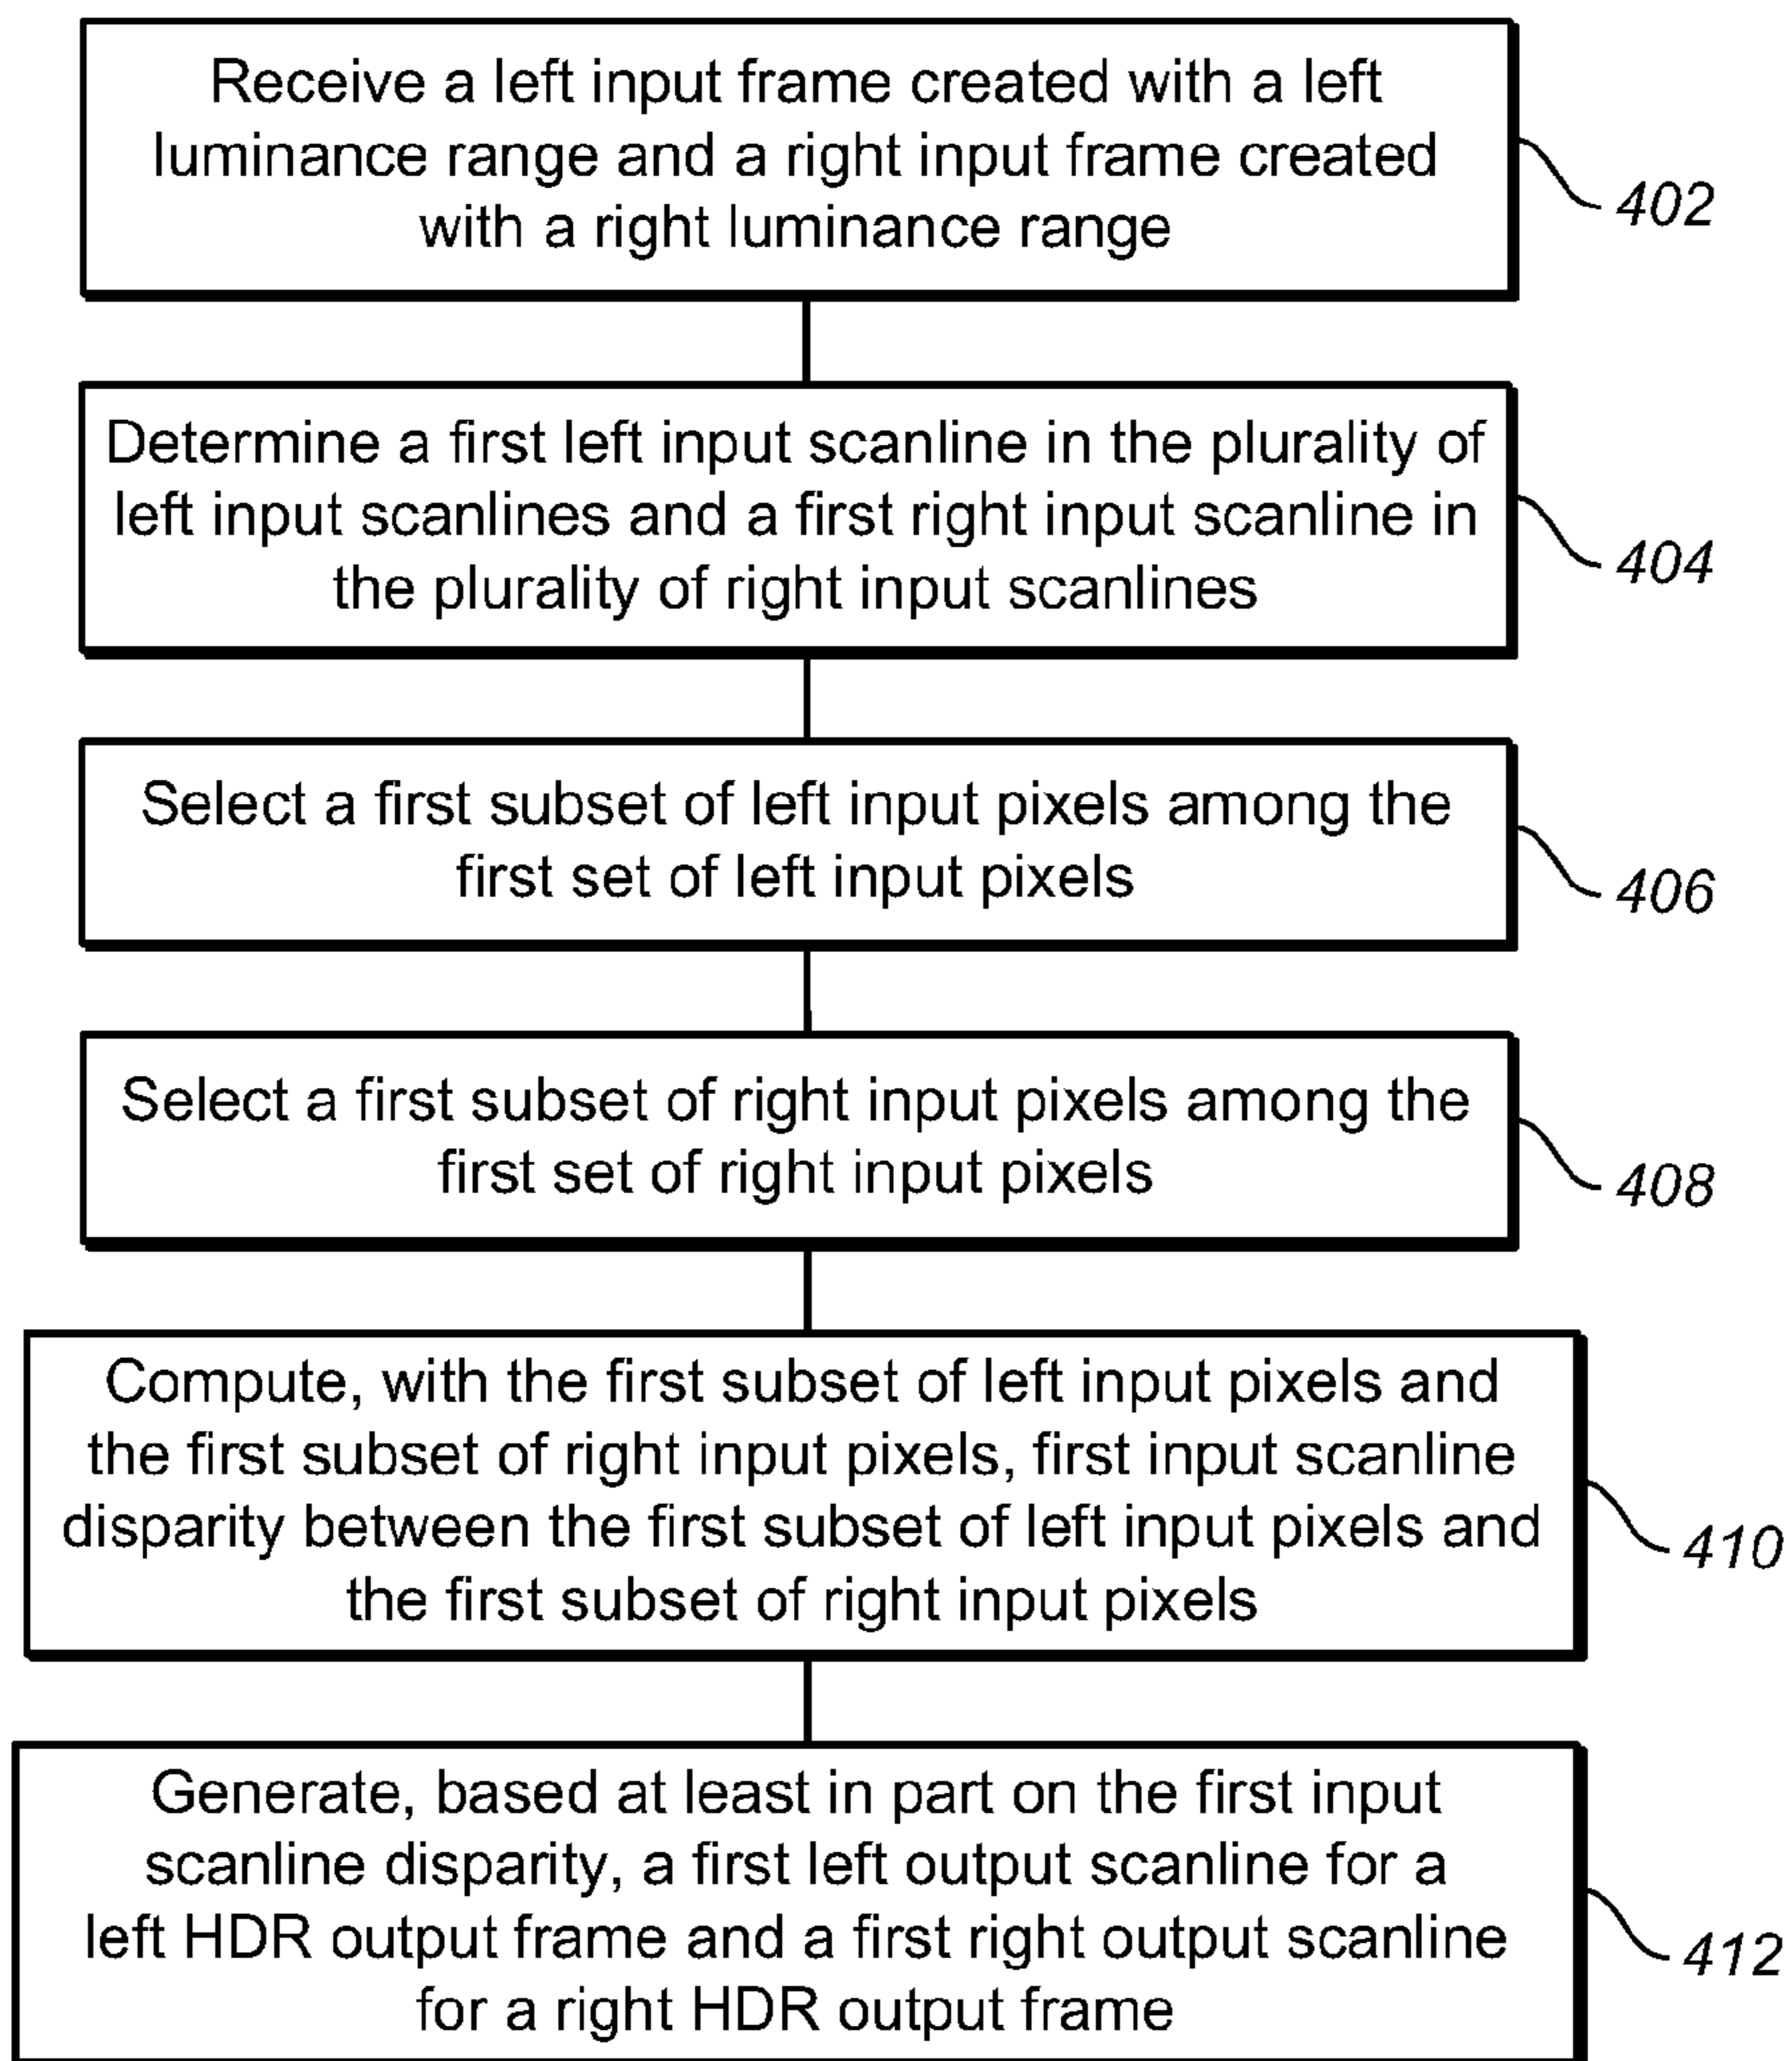 Receive a left input frame created with a left
luminance range and a right input frame created
with a right luminance range
402
Determine a first left input scanline in the plurality of
left input scanlines and a first right input scanline in
the plurality of right input scanlines
404
Select a first subset of left input pixels among the
first set of left input pixels
406
Select a first subset of right input pixels among the
first set of right input pixels
408
Compute, with the first subset of left input pixels and
the first subset of right input pixels, first input scanline
disparity between the first subset of left input pixels and
the first subset of right input pixels
410
Generate, based at least in part on the first input
scanline disparity, a first left output scanline for a
left HDR output frame and a first right output scanline
for a right HDR output frame
412